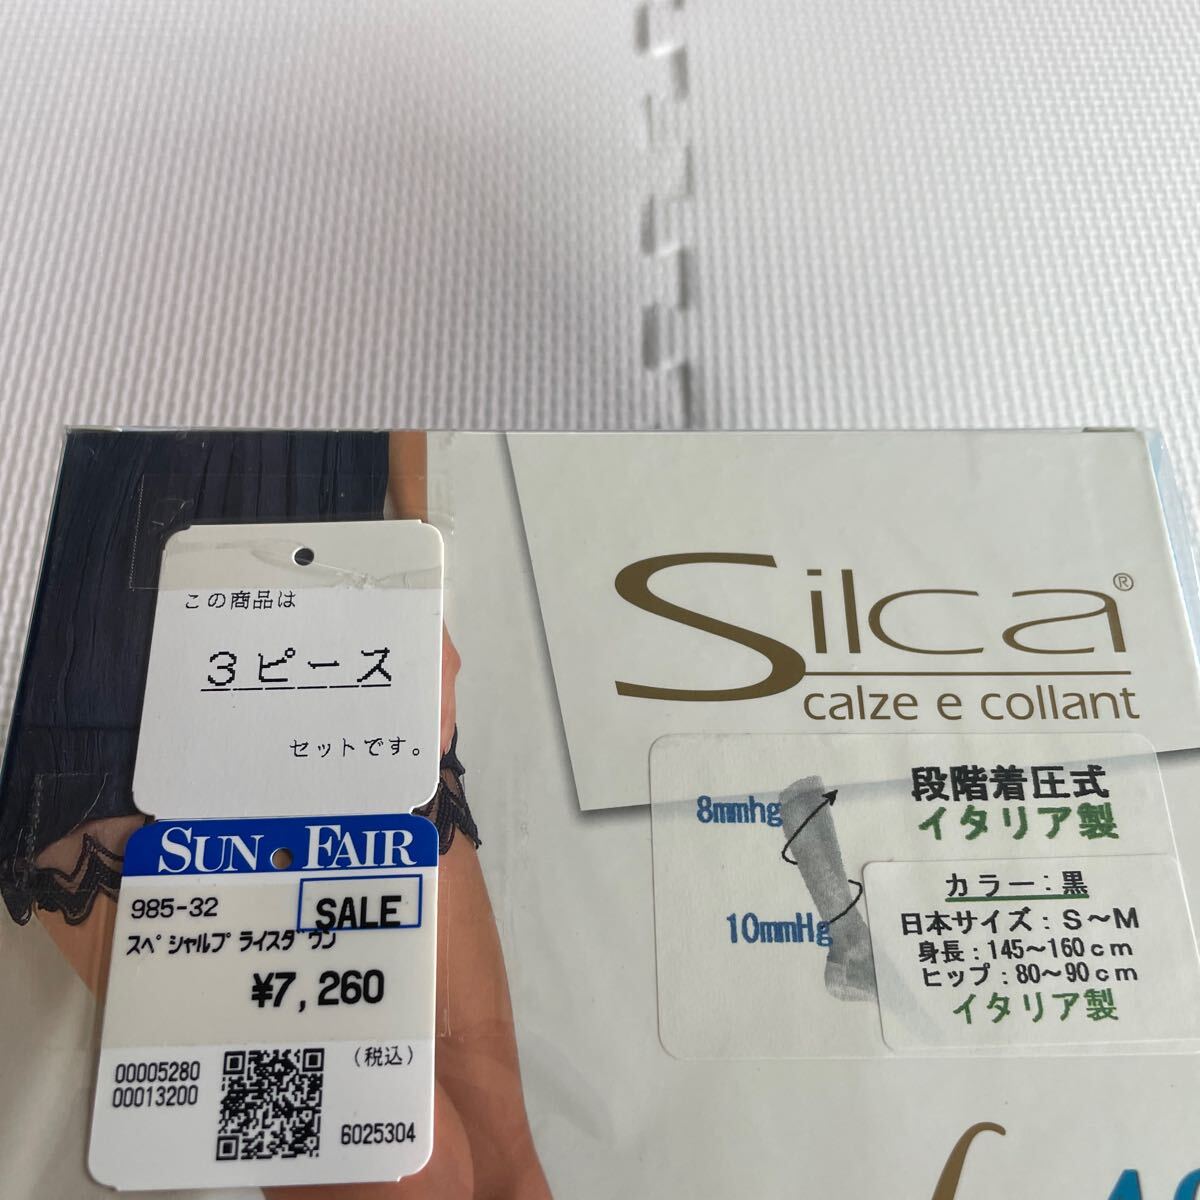 この商品は
3ピース
セットです。
SUN FAIR
985-32
SALE
スペシャルプライスダウン
¥7,260
(税込)
00005280
00013200
6025304
Silca®
calze e collant
段階着圧式
イタリア製
8mmhg
10mmHg
カラー:黒
日本サイズ:S～M
身長:145～160cm
ヒップ:80～90cm
イタリア製